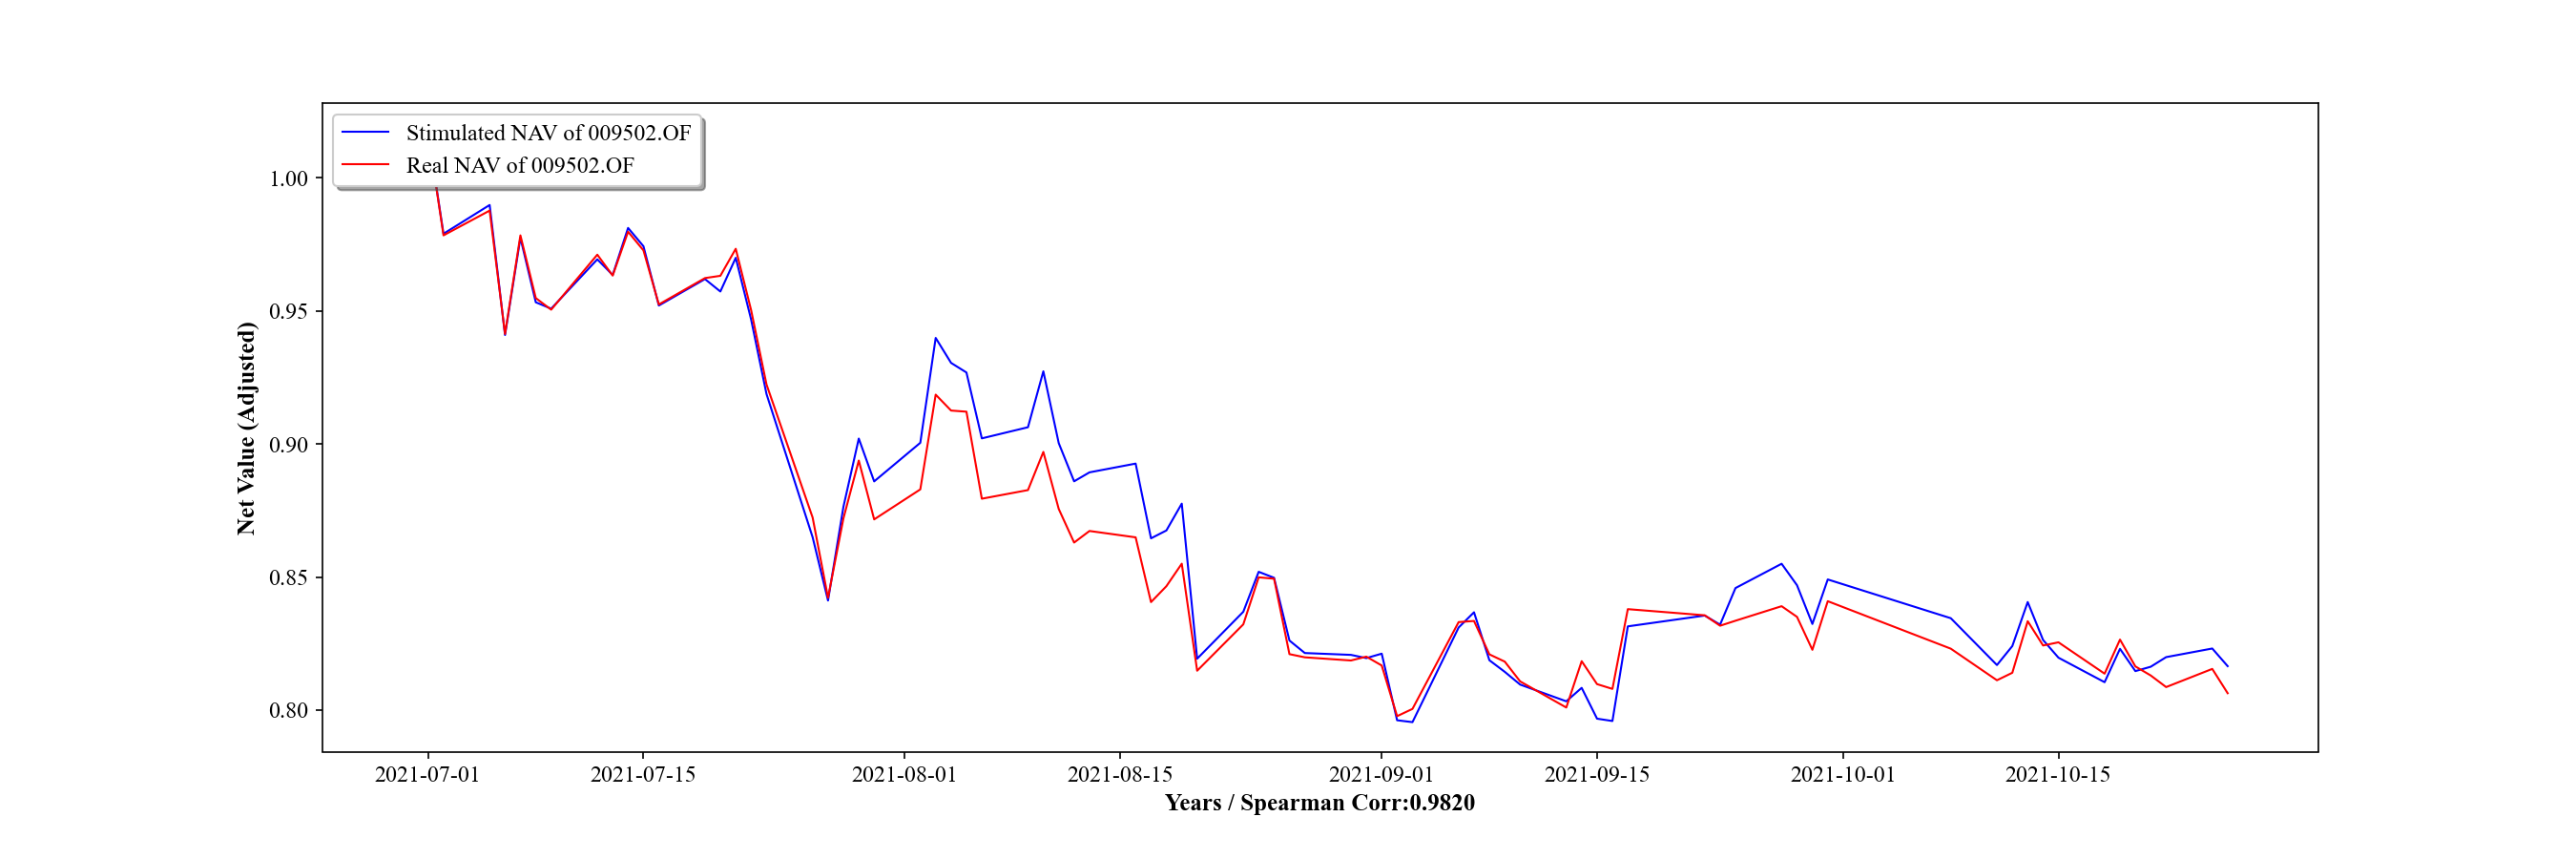 Stimulated NAV of 009502.OF
Real NAV of 009502.OF
1.00
0.95
0.90
0.85
0.80
Net Value (Adjusted)
2021-07-01 2021-07-15 2021-08-01 2021-08-15 2021-09-01 2021-09-15 2021-10-01 2021-10-15
Years / Spearman Corr:0.9820